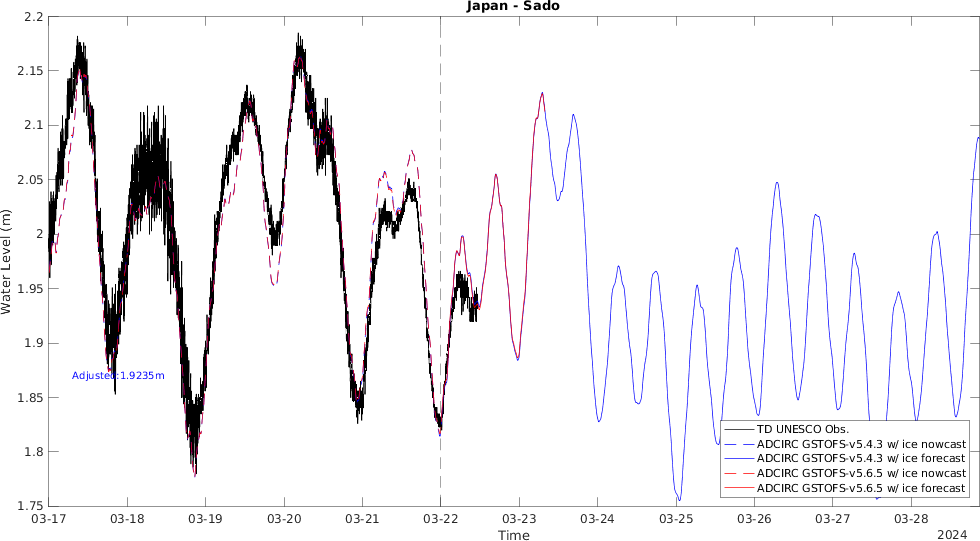 Japan - Sado
Water Level (m)
2.2
2.15
2.1
2.05
2
1.95
1.9
1.85
1.8
1.75
Adjusted:1.9235m
TD UNESCO Obs.
ADCIRC GSTOFS-v5.4.3 w/ ice nowcast
ADCIRC GSTOFS-v5.4.3 w/ ice forecast
ADCIRC GSTOFS-v5.6.5 w/ ice nowcast
ADCIRC GSTOFS-v5.6.5 w/ ice forecast
03-17 03-18 03-19 03-20 03-21 03-22 03-23 03-24 03-25 03-26 03-27 03-28
Time
2024